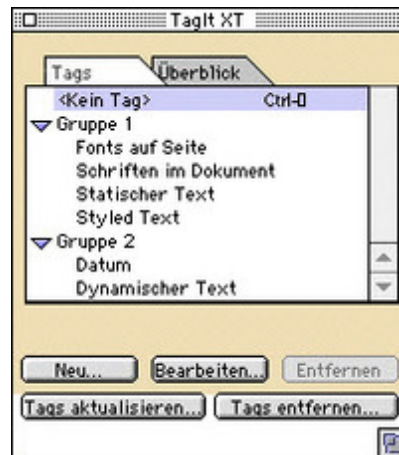 TagIt XT
Tags Überblick
<Kein Tag> Ctrl-0
Gruppe 1
Fonts auf Seite
Schriften im Dokument
Statischer Text
Styled Text
Gruppe 2
Datum
Dynamischer Text
Neu... Bearbeiten... Entfernen
Tags aktualisieren... Tags entfernen...